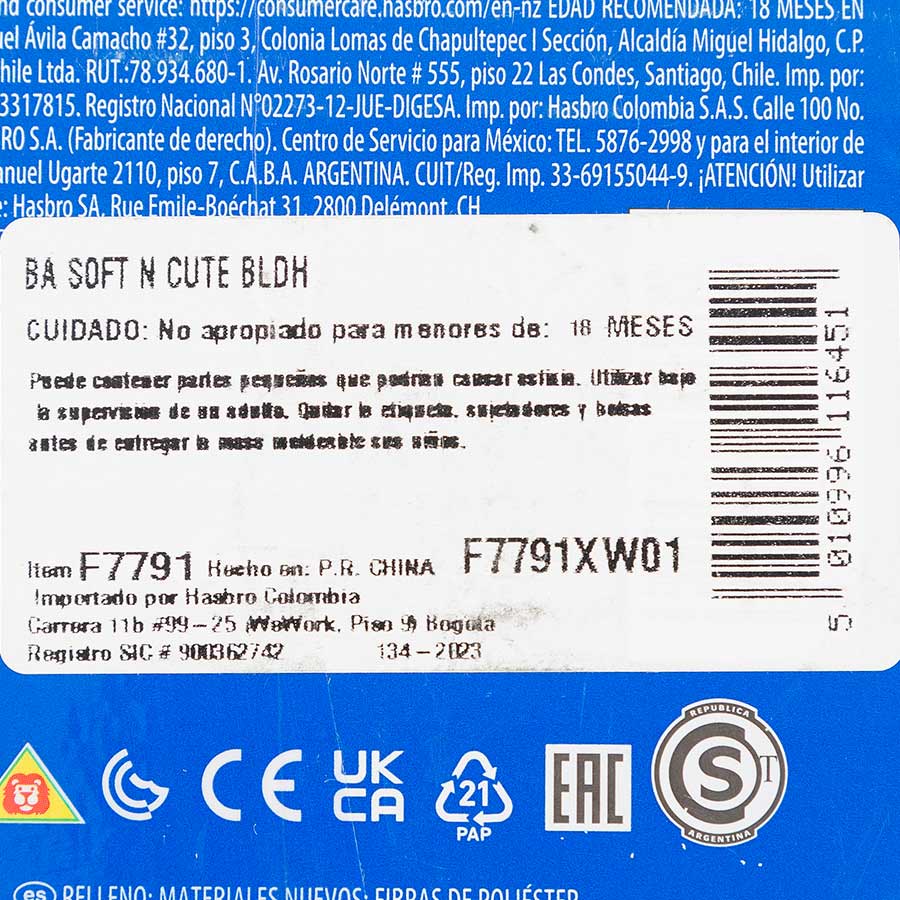 nd consumer service: https://consumercare.hasbro.com/en-nz EDAD RECOMENDADA: 18 MESES EN
uel Ávila Camacho #32, piso 3, Colonia Lomas de Chapultepec I Sección, Alcaldía Miguel Hidalgo, C.P.
hile Ltda. RUT.:78.934.680-1. Av. Rosario Norte # 555, piso 22 Las Condes, Santiago, Chile. Imp. por:
3317815. Registro Nacional N°02273-12-JUE-DIGESA. Imp. por: Hasbro Colombia S.A.S. Calle 100 No.
RO S.A. (Fabricante de derecho). Centro de Servicio para México: TEL. 5876-2998 y para el interior de
anuel Ugarte 2110, piso 7, C.A.B.A. ARGENTINA. CUIT/Reg. Imp. 33-69155044-9. ¡ATENCIÓN! Utilizar
e: Hasbro SA, Rue Emile-Boéchat 31, 2800 Delémont, CH
BA SOFT N CUTE BLDH
CUIDADO: No apropiado para menores de: 18 MESES
Puede contener partes pequeñas que podrian causar asfixia. Utilizar bajo
la supervision de un adulto. Quitar la etiqueta, sujetadores y bolsas
antes de entregar la masa moldeable sus niños.
Item F7791 Hecho en: P.R. CHINA F7791XW01
Importado por Hasbro Colombia
Carrera 11b #99-25 (WeWork, Piso 9) Bogota
Registro SIC # 900362742 134-2023
5 010996 116451
CE
UK
CA
21
PAP
EAC
REPUBLICA
S
T
ARGENTINA
es RELLENO: MATERIALES NUEVOS: FIBRAS DE POLIÉSTER